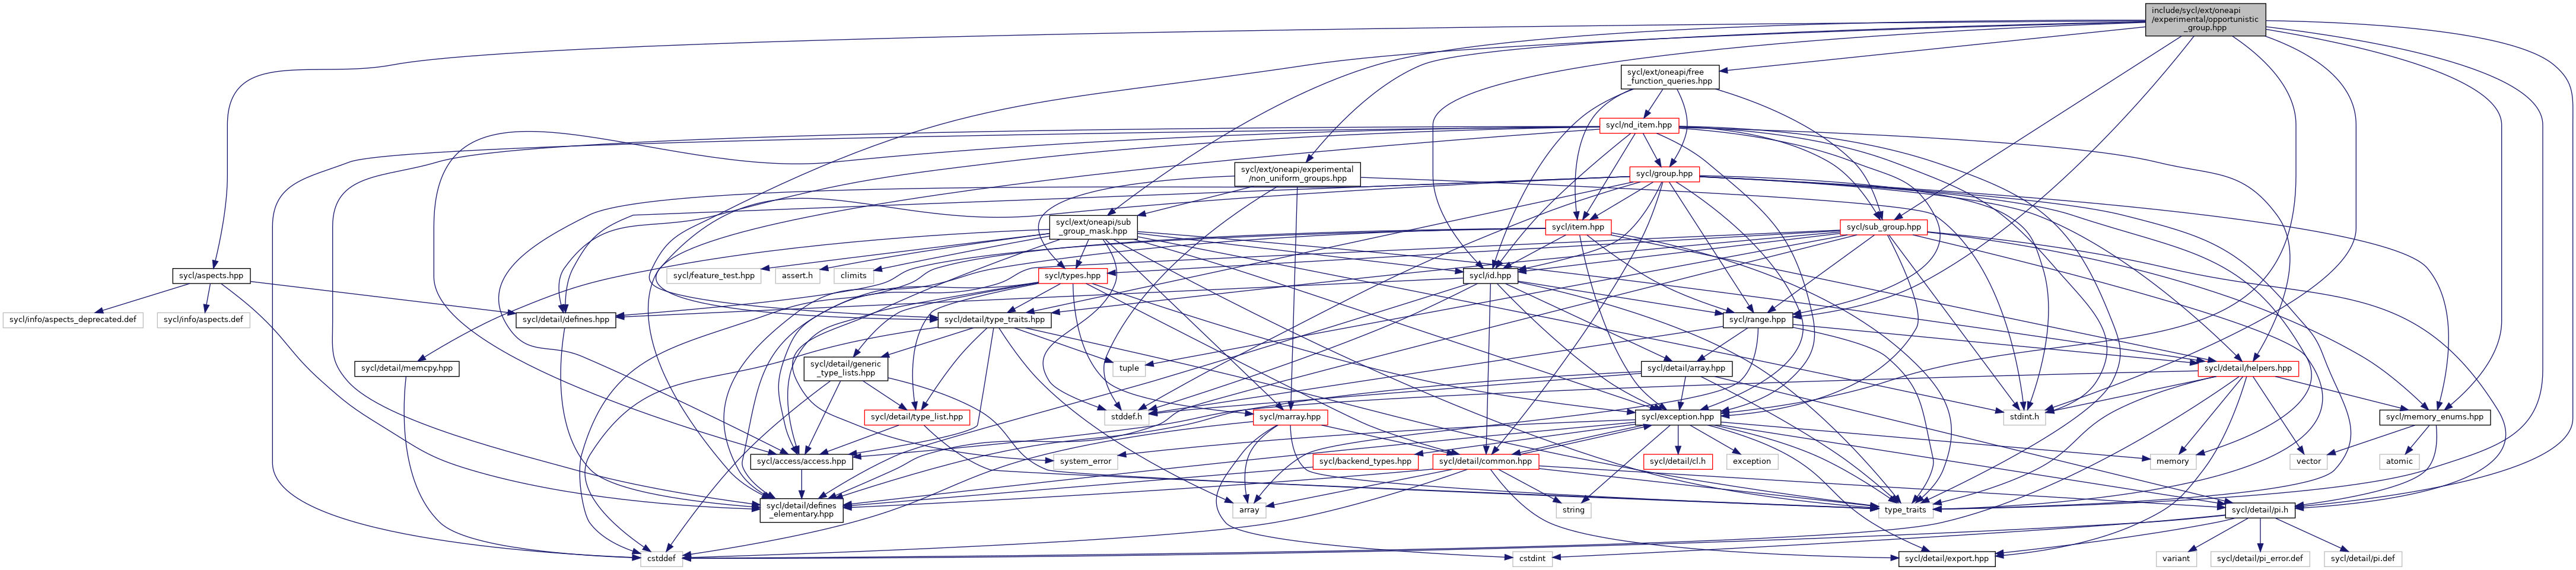 include/sycl/ext/oneapi
/experimental/opportunistic
_group.hpp
sycl/ext/oneapi/free
_function_queries.hpp
sycl/nd_item.hpp
sycl/ext/oneapi/experimental
/non_uniform_groups.hpp
sycl/group.hpp
sycl/ext/oneapi/sub
_group_mask.hpp
sycl/item.hpp
sycl/sub_group.hpp
sycl/aspects.hpp
sycl/feature_test.hpp
assert.h
climits
sycl/types.hpp
sycl/id.hpp
sycl/info/aspects_deprecated.def
sycl/info/aspects.def
sycl/detail/defines.hpp
sycl/detail/type_traits.hpp
sycl/range.hpp
sycl/detail/memcpy.hpp
sycl/detail/generic
_type_lists.hpp
tuple
sycl/detail/array.hpp
sycl/detail/helpers.hpp
sycl/detail/type_list.hpp
stddef.h
sycl/marray.hpp
sycl/exception.hpp
stdint.h
sycl/memory_enums.hpp
sycl/access/access.hpp
system_error
sycl/backend_types.hpp
sycl/detail/common.hpp
sycl/detail/cl.h
exception
memory
vector
atomic
sycl/detail/defines
_elementary.hpp
array
string
type_traits
sycl/detail/pi.h
cstddef
cstdint
sycl/detail/export.hpp
variant
sycl/detail/pi_error.def
sycl/detail/pi.def